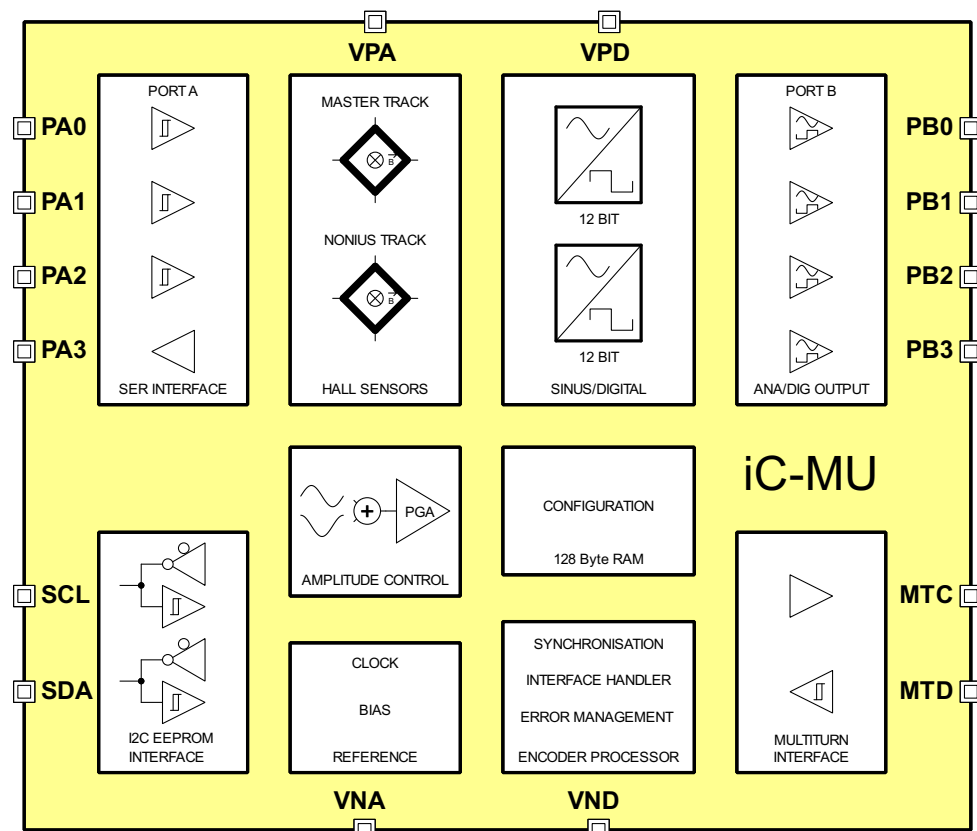 VPA
VPD
PORT A
MASTER TRACK
PORT B
PA0
PB0
B
PA1
PB1
12 BIT
NONIUS TRACK
PA2
PB2
B
PA3
PB3
12 BIT
SER INTERFACE
HALL SENSORS
SINUS/DIGITAL
ANA/DIG OUTPUT
iC-MU
PGA
CONFIGURATION
128 Byte RAM
AMPLITUDE CONTROL
SCL
MTC
SYNCHRONISATION
CLOCK
INTERFACE HANDLER
SDA
MTD
BIAS
ERROR MANAGEMENT
I2C EEPROM
INTERFACE
REFERENCE
ENCODER PROCESSOR
MULTITURN
INTERFACE
VNA
VND